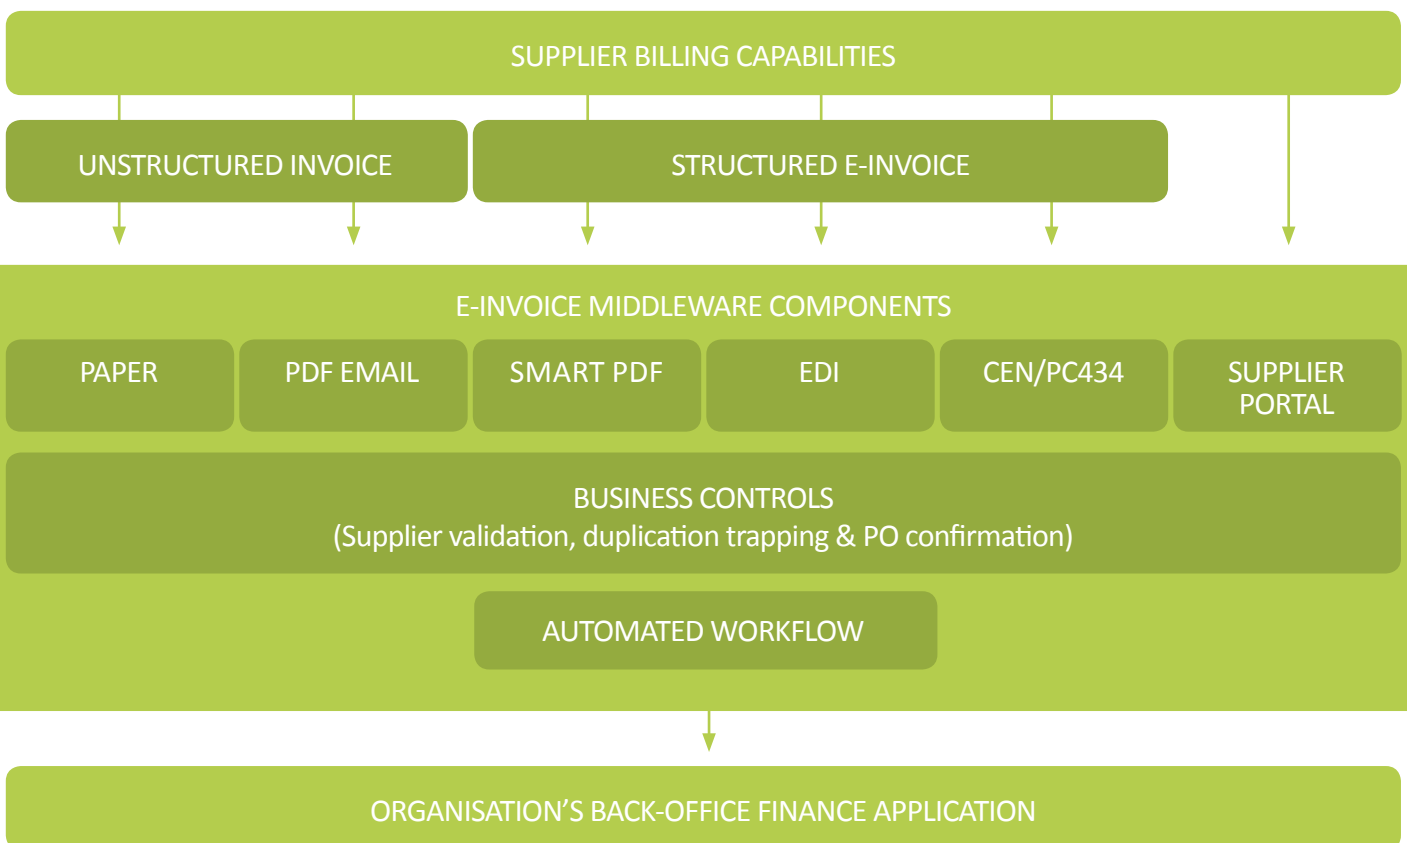 SUPPLIER BILLING CAPABILITIES
UNSTRUCTURED INVOICE
STRUCTURED E-INVOICE
E-INVOICE MIDDLEWARE COMPONENTS
PAPER
PDF EMAIL
SMART PDF
EDI
CEN/PC434
SUPPLIER
PORTAL
BUSINESS CONTROLS
(Supplier validation, duplication trapping & PO confirmation)
AUTOMATED WORKFLOW
ORGANISATION’S BACK-OFFICE FINANCE APPLICATION